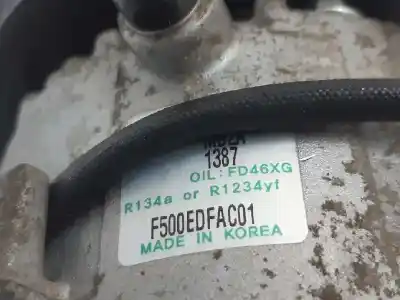 1387
OIL: FD46XG
R134a or R1234yf
F500EDFAC01
MADE IN KOREA